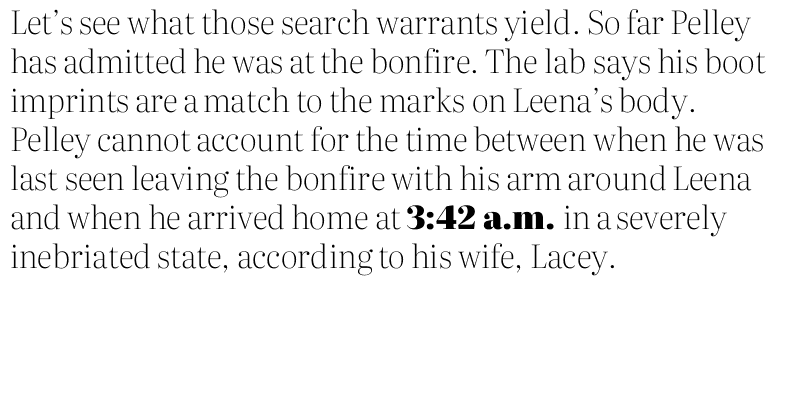 Let’s see what those search warrants yield. So far Pelley
has admitted he was at the bonfire. The lab says his boot
imprints are a match to the marks on Leena’s body.
Pelley cannot account for the time between when he was
last seen leaving the bonfire with his arm around Leena
and when he arrived home at 3:42 a.m. in a severely
inebriated state, according to his wife, Lacey.